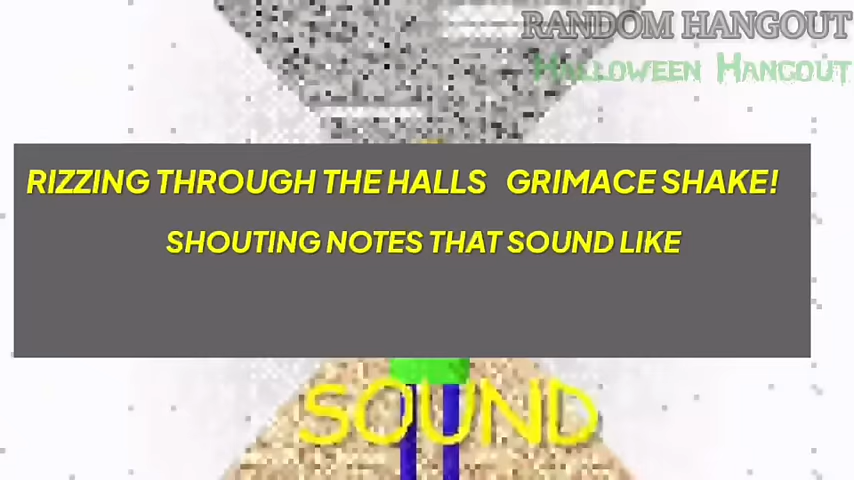 RANDOM HANGOUT
HALLOWEEN HANGOUT
RIZZING THROUGH THE HALLS GRIMACE SHAKE!
SHOUTING NOTES THAT SOUND LIKE
SOUND